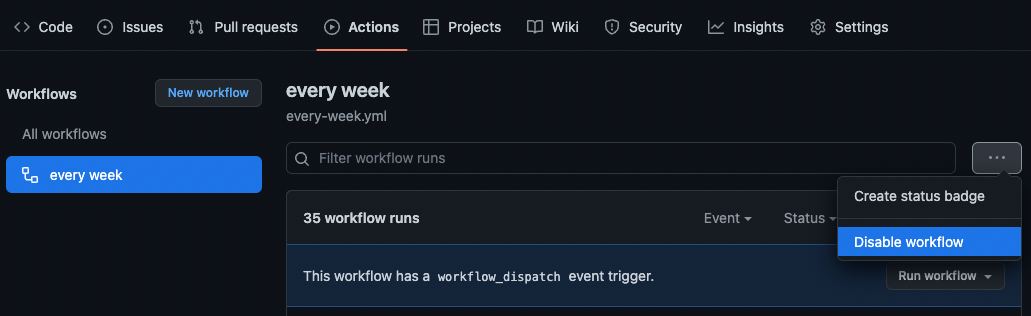 Code Issues Pull requests Actions Projects Wiki Security Insights Settings
Workflows
New workflow
All workflows
every week
every week
every-week.yml
Filter workflow runs
Create status badge
Disable workflow
35 workflow runs
Event
Status
This workflow has a workflow_dispatch event trigger.
Run workflow